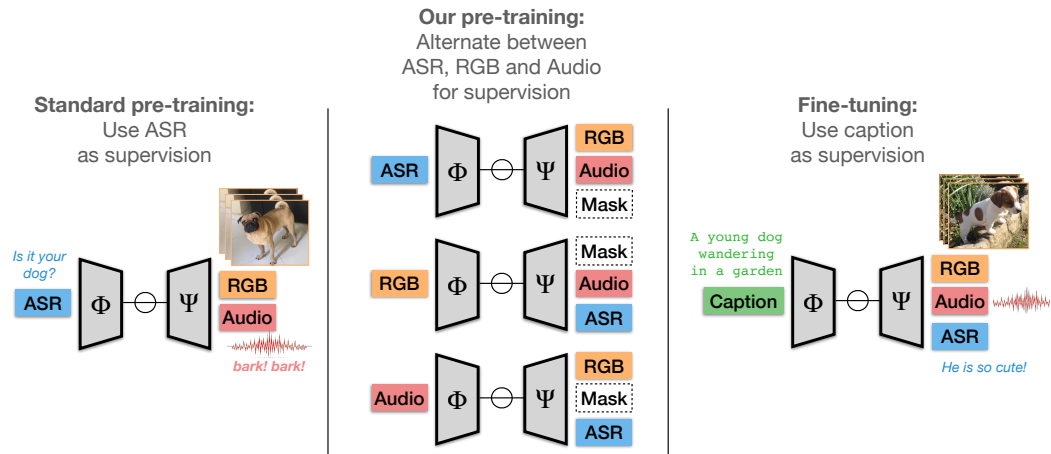 Standard pre-training:
Use ASR
as supervision
Is it your
dog?
ASR
Φ
Ψ
RGB
Audio
bark! bark!
Our pre-training:
Alternate between
ASR, RGB and Audio
for supervision
ASR
Φ
Ψ
RGB
Audio
Mask
RGB
Φ
Ψ
Mask
Audio
ASR
Audio
Φ
Ψ
RGB
Mask
ASR
Fine-tuning:
Use caption
as supervision
A young dog
wandering
in a garden
Caption
Φ
Ψ
RGB
Audio
ASR
He is so cute!